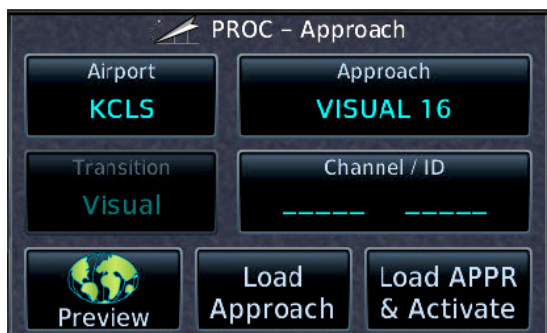 PROC – Approach
Airport
KCLS
Approach
VISUAL 16
Transition
Visual
Channel / ID
_____ _____
Preview
Load
Approach
Load APPR
& Activate